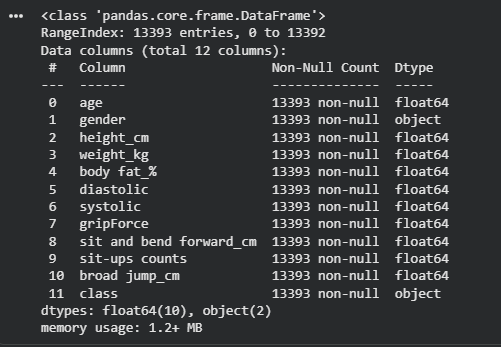 <class 'pandas.core.frame.DataFrame'>
RangeIndex: 13393 entries, 0 to 13392
Data columns (total 12 columns):
 #   Column                   Non-Null Count  Dtype
---  ------                   --------------  -----
 0   age                      13393 non-null  float64
 1   gender                   13393 non-null  object
 2   height_cm                13393 non-null  float64
 3   weight_kg                13393 non-null  float64
 4   body fat_%               13393 non-null  float64
 5   diastolic                13393 non-null  float64
 6   systolic                 13393 non-null  float64
 7   gripForce                13393 non-null  float64
 8   sit and bend forward_cm  13393 non-null  float64
 9   sit-ups counts           13393 non-null  float64
 10  broad jump_cm            13393 non-null  float64
 11  class                    13393 non-null  object
dtypes: float64(10), object(2)
memory usage: 1.2+ MB